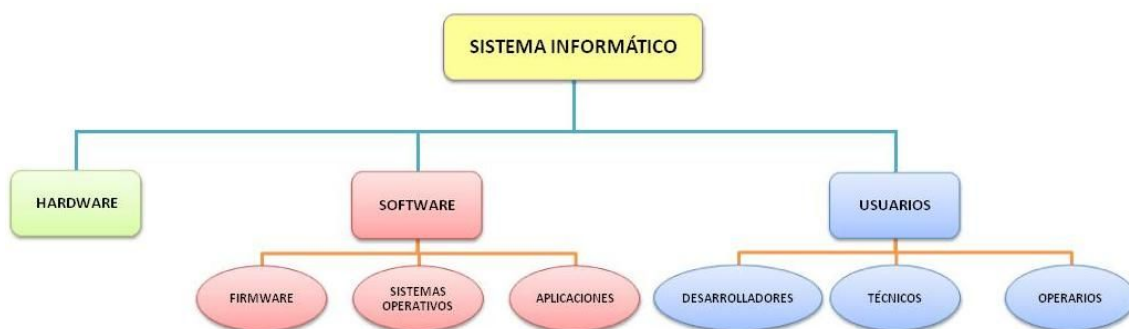 SISTEMA INFORMÁTICO
HARDWARE
SOFTWARE
USUARIOS
FIRMWARE
SISTEMAS
OPERATIVOS
APLICACIONES
DESARROLLADORES
TÉCNICOS
OPERARIOS